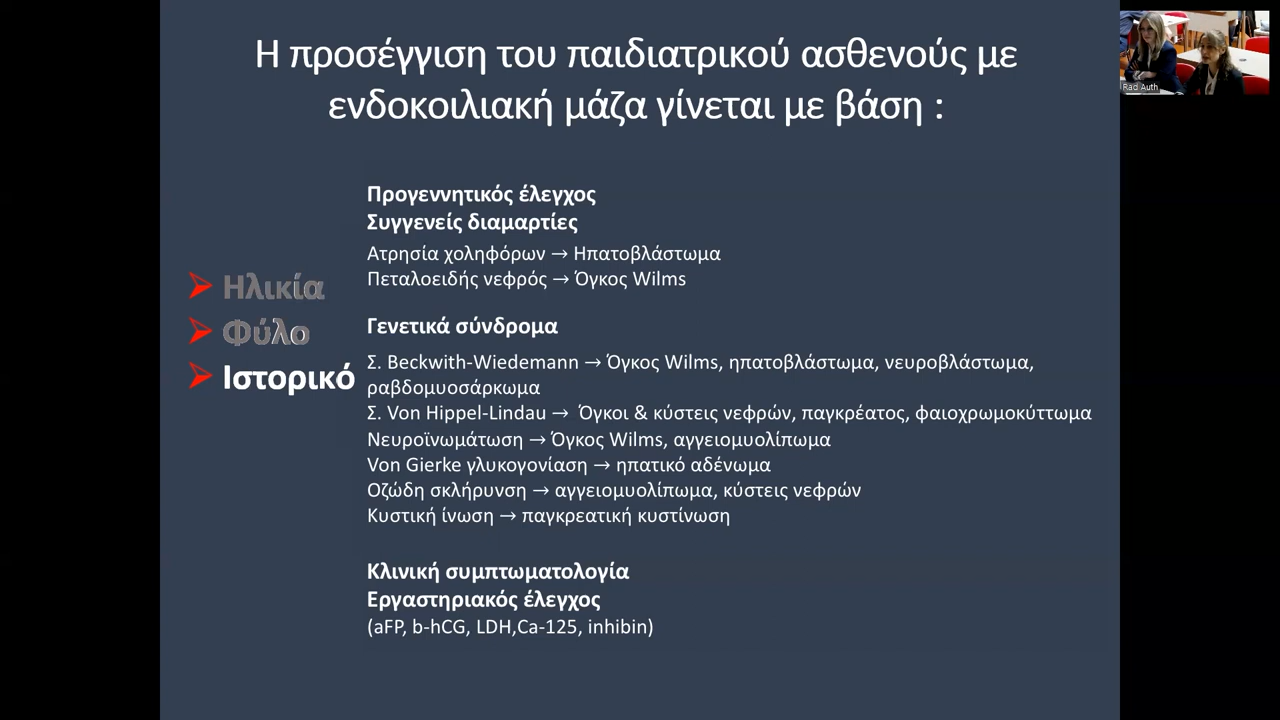 Η προσέγγιση του παιδιατρικού ασθενούς με
ενδοκοιλιακή μάζα γίνεται με βάση :
Rad Auth
Ηλικία
Φύλο
Ιστορικό
Προγεννητικός έλεγχος
Συγγενείς διαμαρτίες
Ατρησία χοληφόρων → Ηπατοβλάστωμα
Πεταλοειδής νεφρός → Όγκος Wilms
Γενετικά σύνδρομα
Σ. Beckwith-Wiedemann → Όγκος Wilms, ηπατοβλάστωμα, νευροβλάστωμα,
ραβδομυοσάρκωμα
Σ. Von Hippel-Lindau → Όγκοι & κύστεις νεφρών, παγκρέατος, φαιοχρωμοκύττωμα
Νευροϊνωμάτωση → Όγκος Wilms, αγγειομυολίπωμα
Von Gierke γλυκογονίαση → ηπατικό αδένωμα
Οζώδη σκλήρυνση → αγγειομυολίπωμα, κύστεις νεφρών
Κυστική ίνωση → παγκρεατική κυστίνωση
Κλινική συμπτωματολογία
Εργαστηριακός έλεγχος
(aFP, b-hCG, LDH,Ca-125, inhibin)